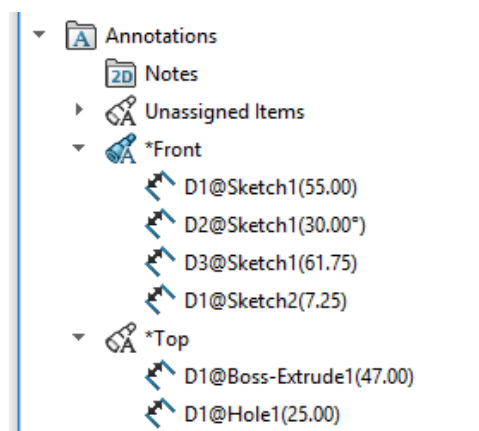 Annotations
2D Notes
Unassigned Items
*Front
D1@Sketch1(55.00)
D2@Sketch1(30.00°)
D3@Sketch1(61.75)
D1@Sketch2(7.25)
*Top
D1@Boss-Extrude1(47.00)
D1@Hole1(25.00)